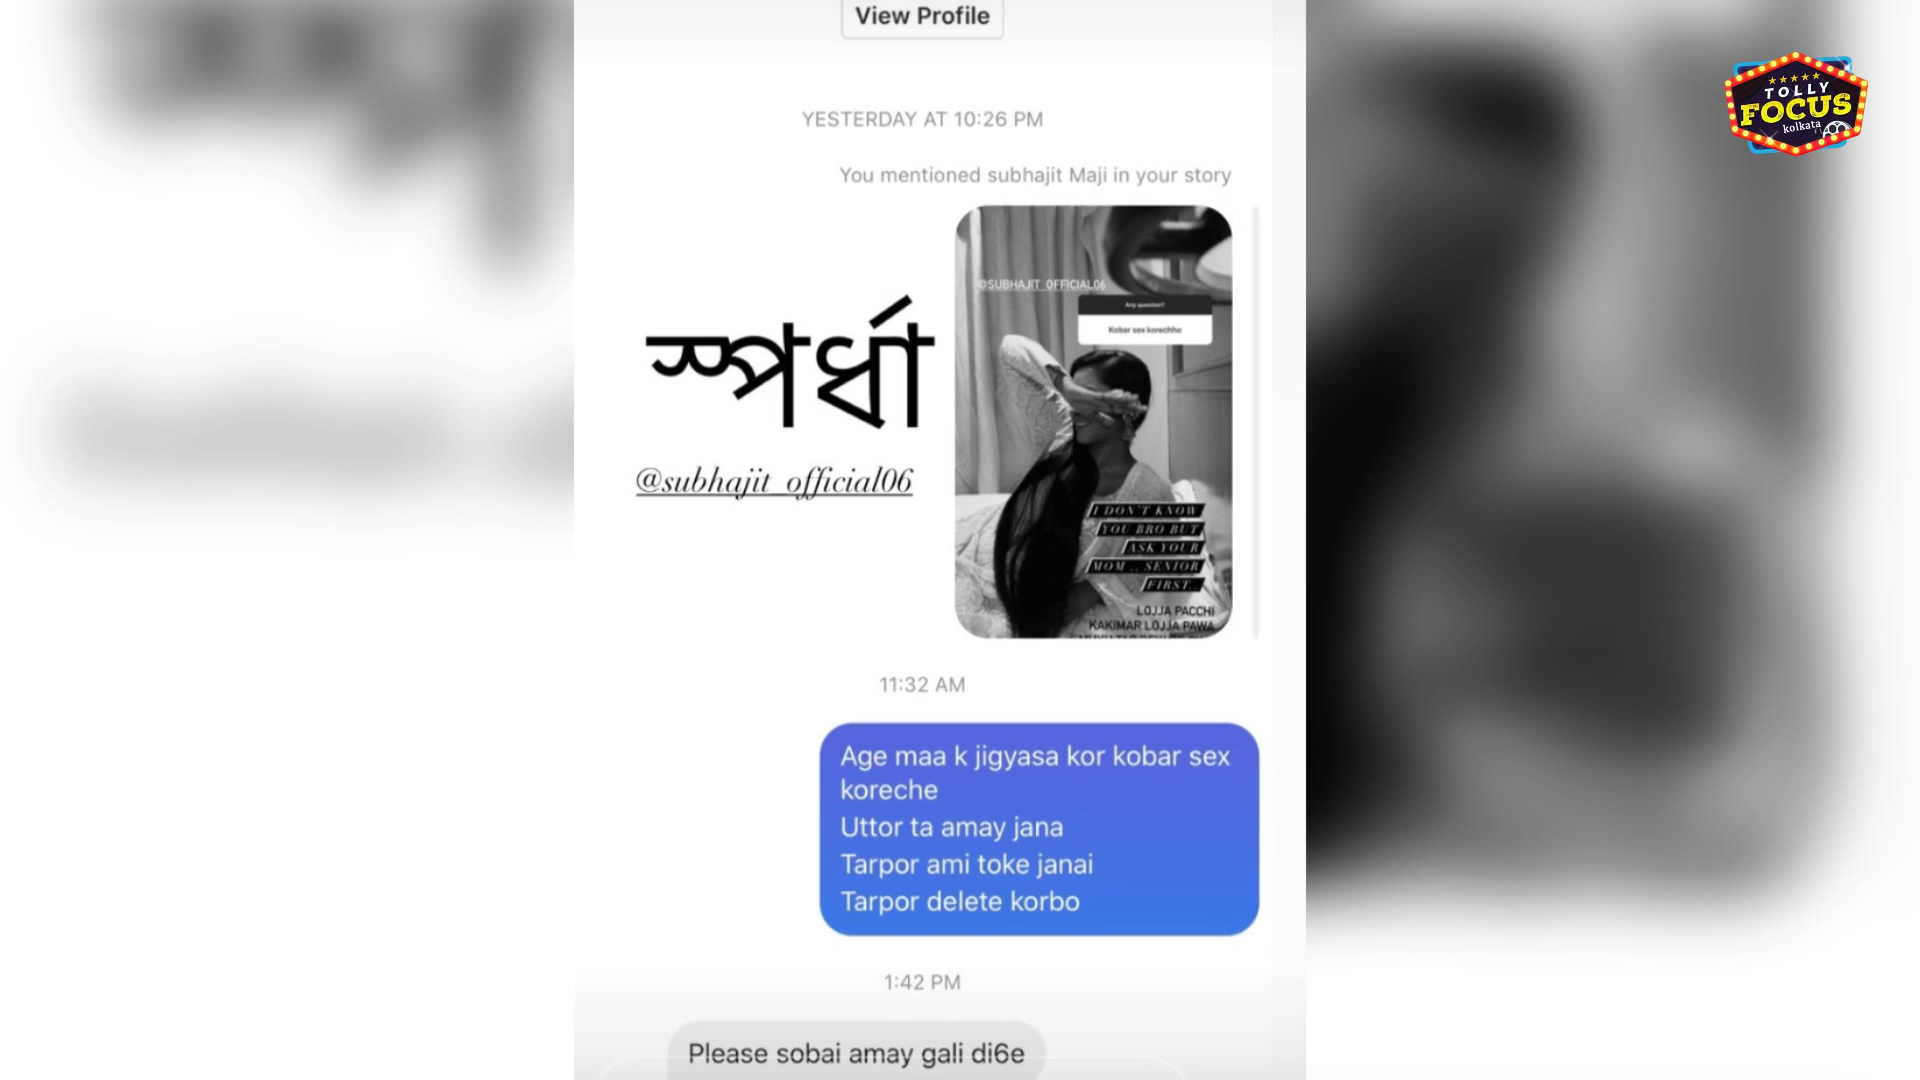 View Profile
TOLLY
FOCUS
kolkata
YESTERDAY AT 10:26 PM
You mentioned subhajit Maji in your story
@SUBHAJIT_OFFICIAL06
Any question?
Kobar sex korechho
স্পর্ধা
@subhajit_official06
I DON'T KNOW
YOU BRO BUT
ASK YOUR
MOM .. SENIOR
FIRST..
LOJJA PACCHI
KAKIMAR LOJJA PAWA
11:32 AM
Age maa k jigyasa kor kobar sex
koreche
Uttor ta amay jana
Tarpor ami toke janai
Tarpor delete korbo
1:42 PM
Please sobai amay gali di6e